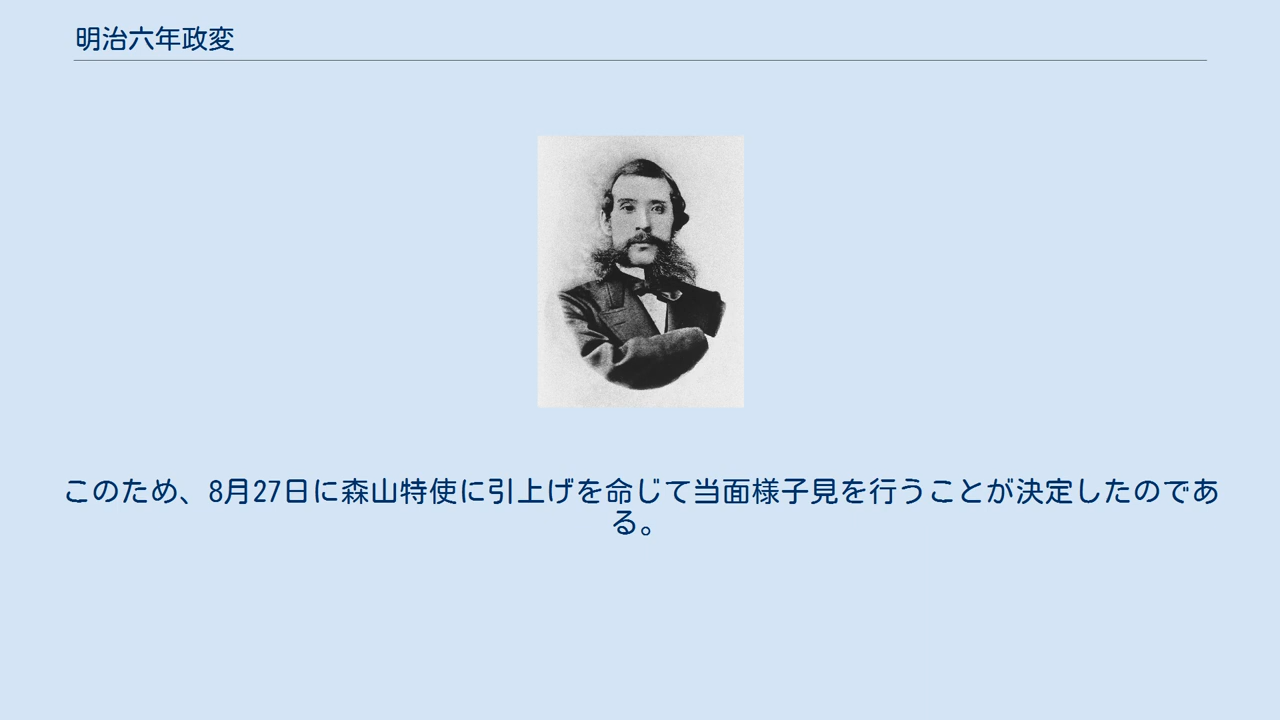 明治六年政変
このため、8月27日に森山特使に引上げを命じて当面様子見を行うことが決定したのであ
る。